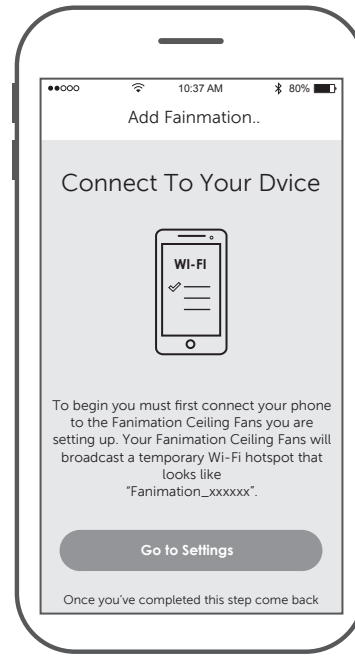 10:37 AM 80%
Add Fainmation..
Connect To Your Dvice
WI-FI
To begin you must first connect your phone
to the Fanimation Ceiling Fans you are
setting up. Your Fanimation Ceiling Fans will
broadcast a temporary Wi-Fi hotspot that
looks like
“Fanimation_xxxxxx”.
Go to Settings
Once you’ve completed this step come back